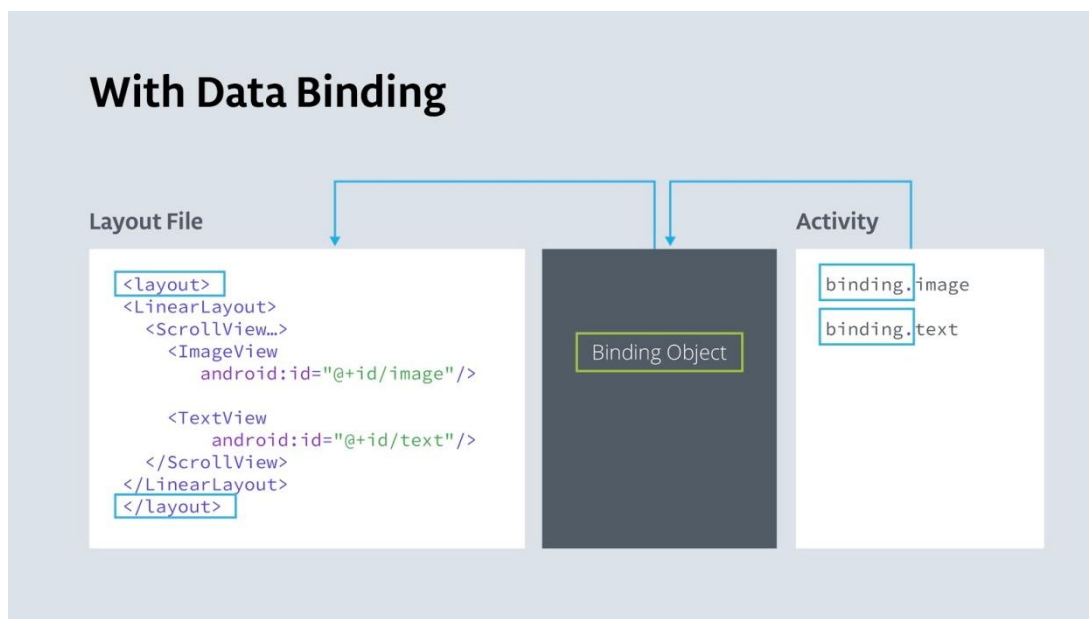 With Data Binding
Layout File
<layout>
<LinearLayout>
<ScrollView…>
<ImageView
android:id="@+id/image"/>
<TextView
android:id="@+id/text"/>
</ScrollView>
</LinearLayout>
</layout>
Binding Object
Activity
binding.image
binding.text